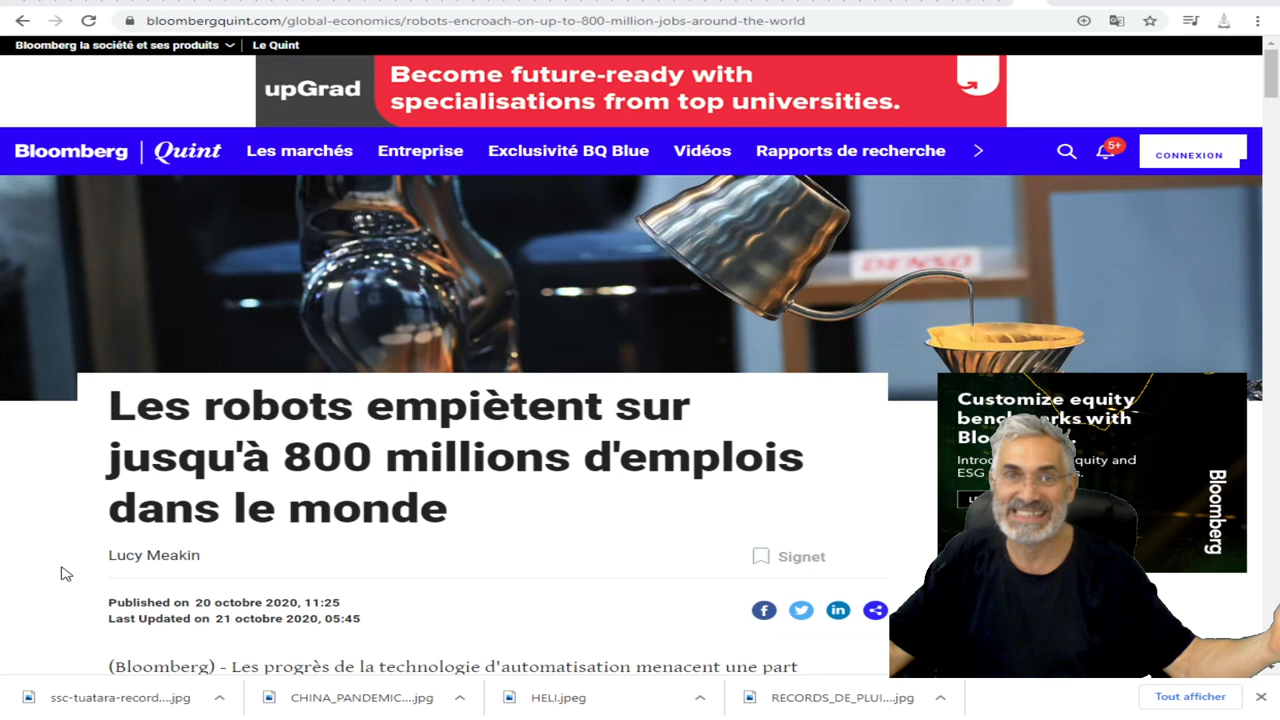 bloombergquint.com/global-economics/robots-encroach-on-up-to-800-million-jobs-around-the-world
Bloomberg la société et ses produits | Le Quint
upGrad
Become future-ready with
specialisations from top universities.
Bloomberg | Quint Les marchés Entreprise Exclusivité BQ Blue Vidéos Rapports de recherche 5+ CONNEXION
DENSO
Les robots empiètent sur
jusqu'à 800 millions d'emplois
dans le monde
Lucy Meakin
Signet
Published on 20 octobre 2020, 11:25
Last Updated on 21 octobre 2020, 05:45
(Bloomberg) - Les progrès de la technologie d'automatisation menacent une part
Customize equity
with
equity and
ESG
Bloomberg
ssc-tuatara-record....jpg CHINA_PANDEMIC....jpg HELI.jpeg RECORDS_DE_PLUI....jpg Tout afficher